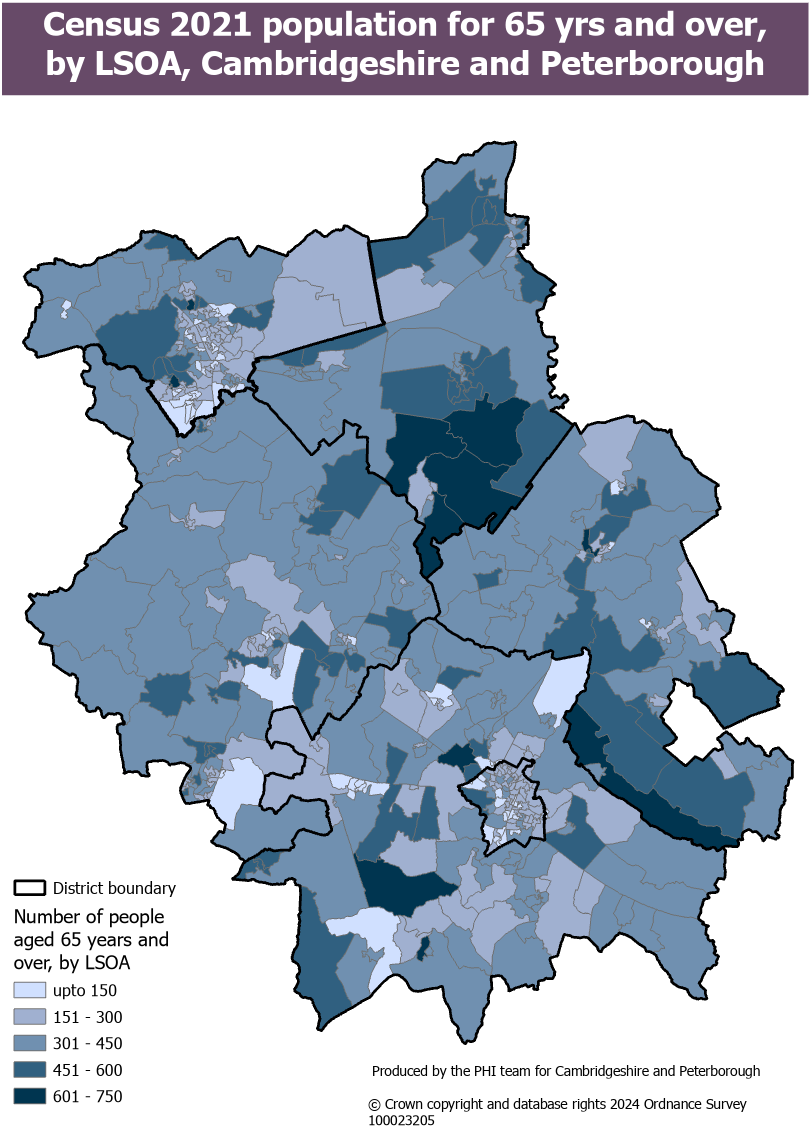 Census 2021 population for 65 yrs and over,
by LSOA, Cambridgeshire and Peterborough
District boundary
Number of people
aged 65 years and
over, by LSOA
upto 150
151 - 300
301 - 450
451 - 600
601 - 750
Produced by the PHI team for Cambridgeshire and Peterborough
© Crown copyright and database rights 2024 Ordnance Survey
100023205